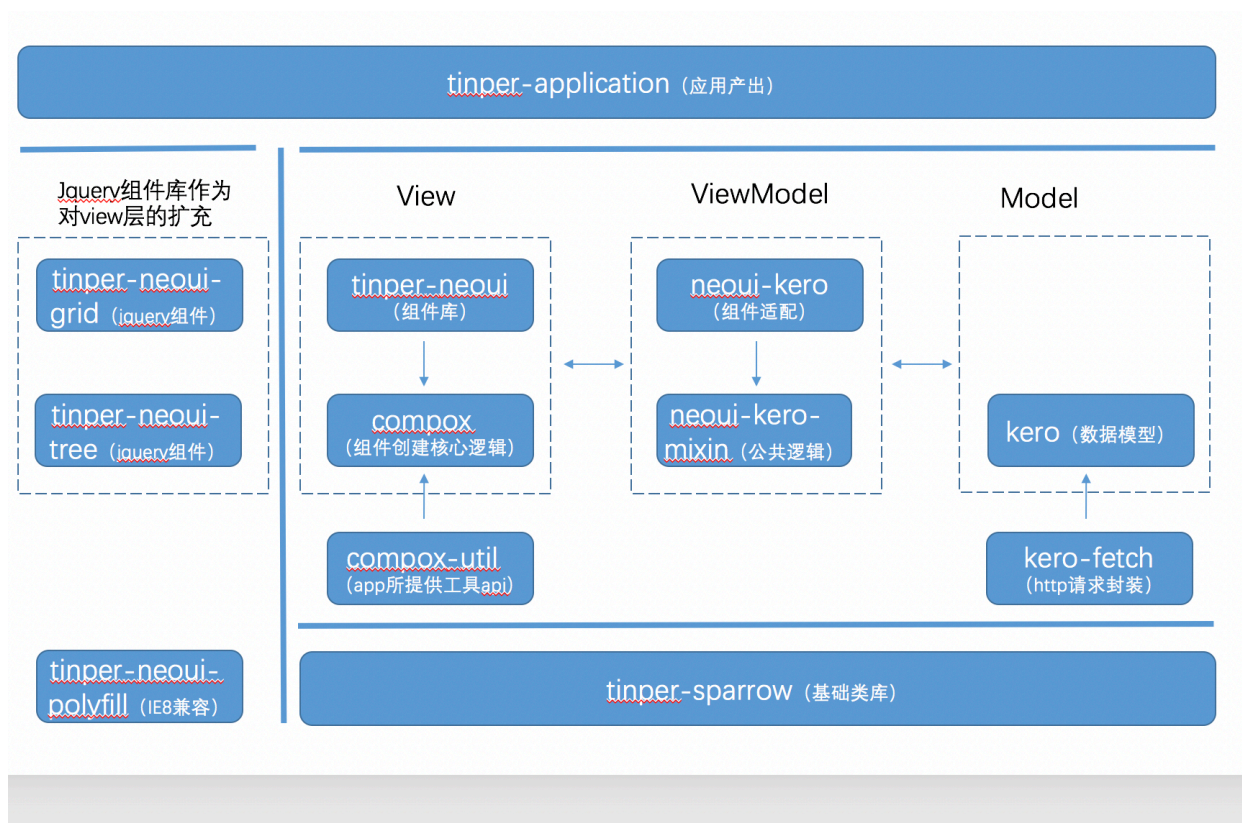 tinper-application（应用产出）
Jquery组件库作为
对view层的扩充
View
ViewModel
Model
tinper-neoui-
grid（jquery组件）
tinper-neoui
（组件库）
neoui-kero
（组件适配）
tinper-neoui-
tree（jquery组件）
compox
（组件创建核心逻辑）
neoui-kero-
mixin（公共逻辑）
kero（数据模型）
compox-util
（app所提供工具api）
kero-fetch
（http请求封装）
tinper-neoui-
polyfill（IE8兼容）
tinper-sparrow（基础类库）